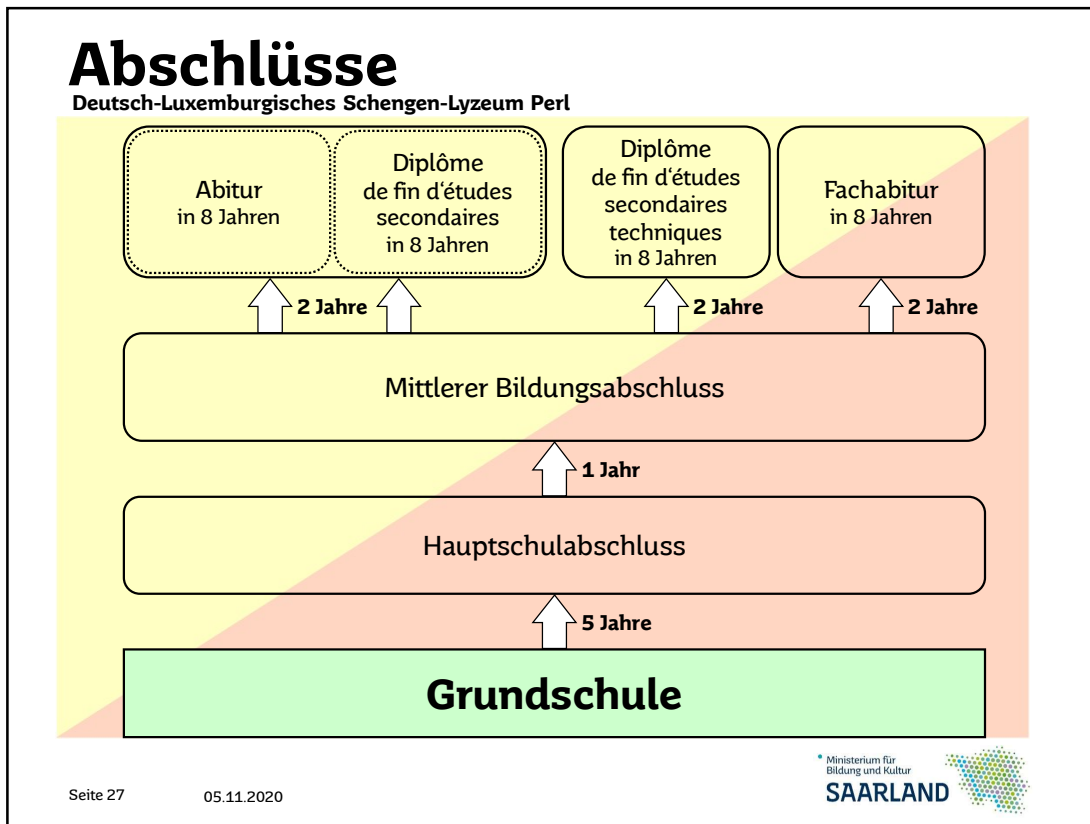 Abschlüsse
Deutsch-Luxemburgisches Schengen-Lyzeum Perl
Abitur
in 8 Jahren
Diplôme
de fin d‘études
secondaires
in 8 Jahren
Diplôme
de fin d‘études
secondaires
techniques
in 8 Jahren
Fachabitur
in 8 Jahren
2 Jahre
2 Jahre
2 Jahre
Mittlerer Bildungsabschluss
1 Jahr
Hauptschulabschluss
5 Jahre
Grundschule
Seite 27
05.11.2020
Ministerium für
Bildung und Kultur
SAARLAND